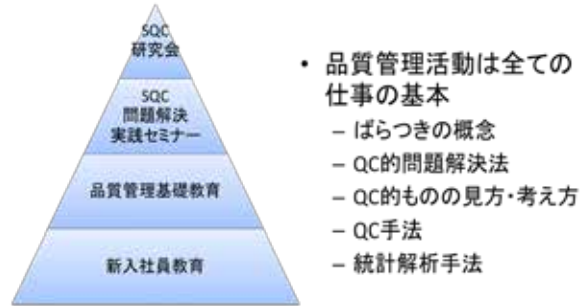 SQC
研究会
SQC
問題解決
実践セミナー
品質管理基礎教育
新入社員教育
• 品質管理活動は全ての
仕事の基本
– ばらつきの概念
– QC的問題解決法
– QC的ものの見方・考え方
– QC手法
– 統計解析手法